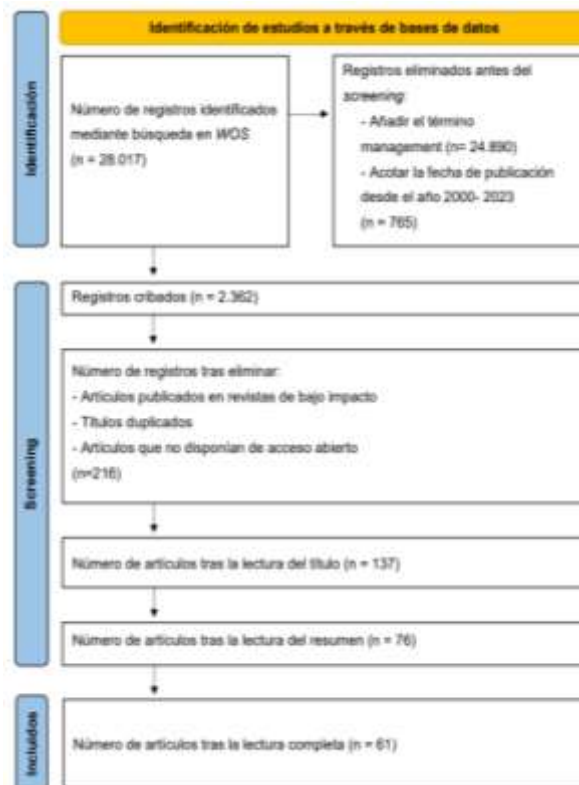 Identificación de estudios a través de bases de datos
Identificación
Número de registros identificados
mediante búsqueda en WOS
(n = 28.017)
Registros eliminados antes del
screening:
- Añadir el término
management (n= 24.890)
- Acotar la fecha de publicación
desde el año 2000- 2023
(n = 765)
Screening
Registros cribados (n = 2.362)
Número de registros tras eliminar:
- Artículos publicados en revistas de bajo impacto
- Títulos duplicados
- Artículos que no disponían de acceso abierto
(n=216)
Número de artículos tras la lectura del título (n = 137)
Número de artículos tras la lectura del resumen (n = 76)
Incluidos
Número de artículos tras la lectura completa (n = 61)